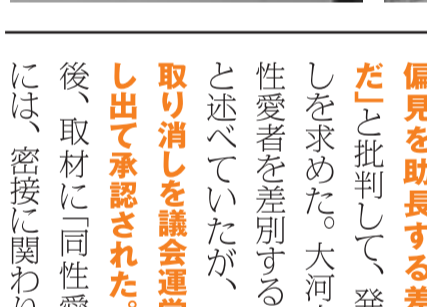 偏見を助長する差
だ」と批判して、発
しを求めた。大河
性愛者を差別する
と述べていたが、
取り消しを議会運営
し出て承認された。
後、取材に「同性愛
には、密接に関わり